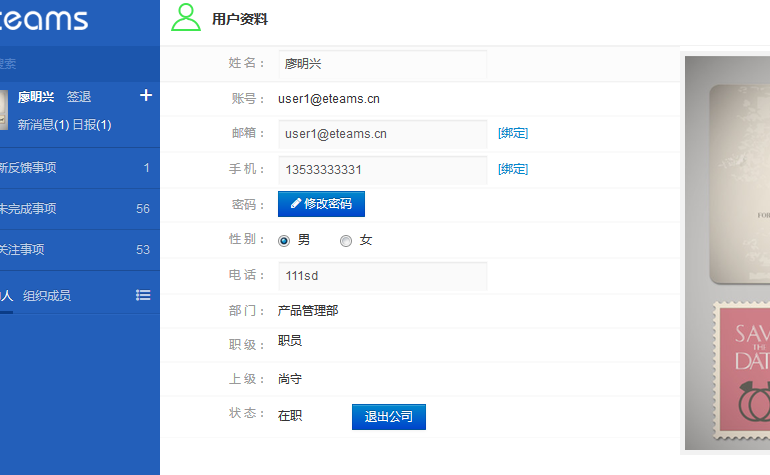 teams
用户资料
搜索
廖明兴 签退
新消息(1) 日报(1)
新反馈事项 1
未完成事项 56
关注事项 53
人 组织成员
姓 名： 廖明兴
账号： user1@eteams.cn
邮箱： user1@eteams.cn [绑定]
手 机： 13533333331 [绑定]
密码： 修改密码
性 别： 男 女
电 话： 111sd
部 门： 产品管理部
职 级： 职员
上 级： 尚守
状 态： 在职 退出公司
FOR
SAV
THE
DAT